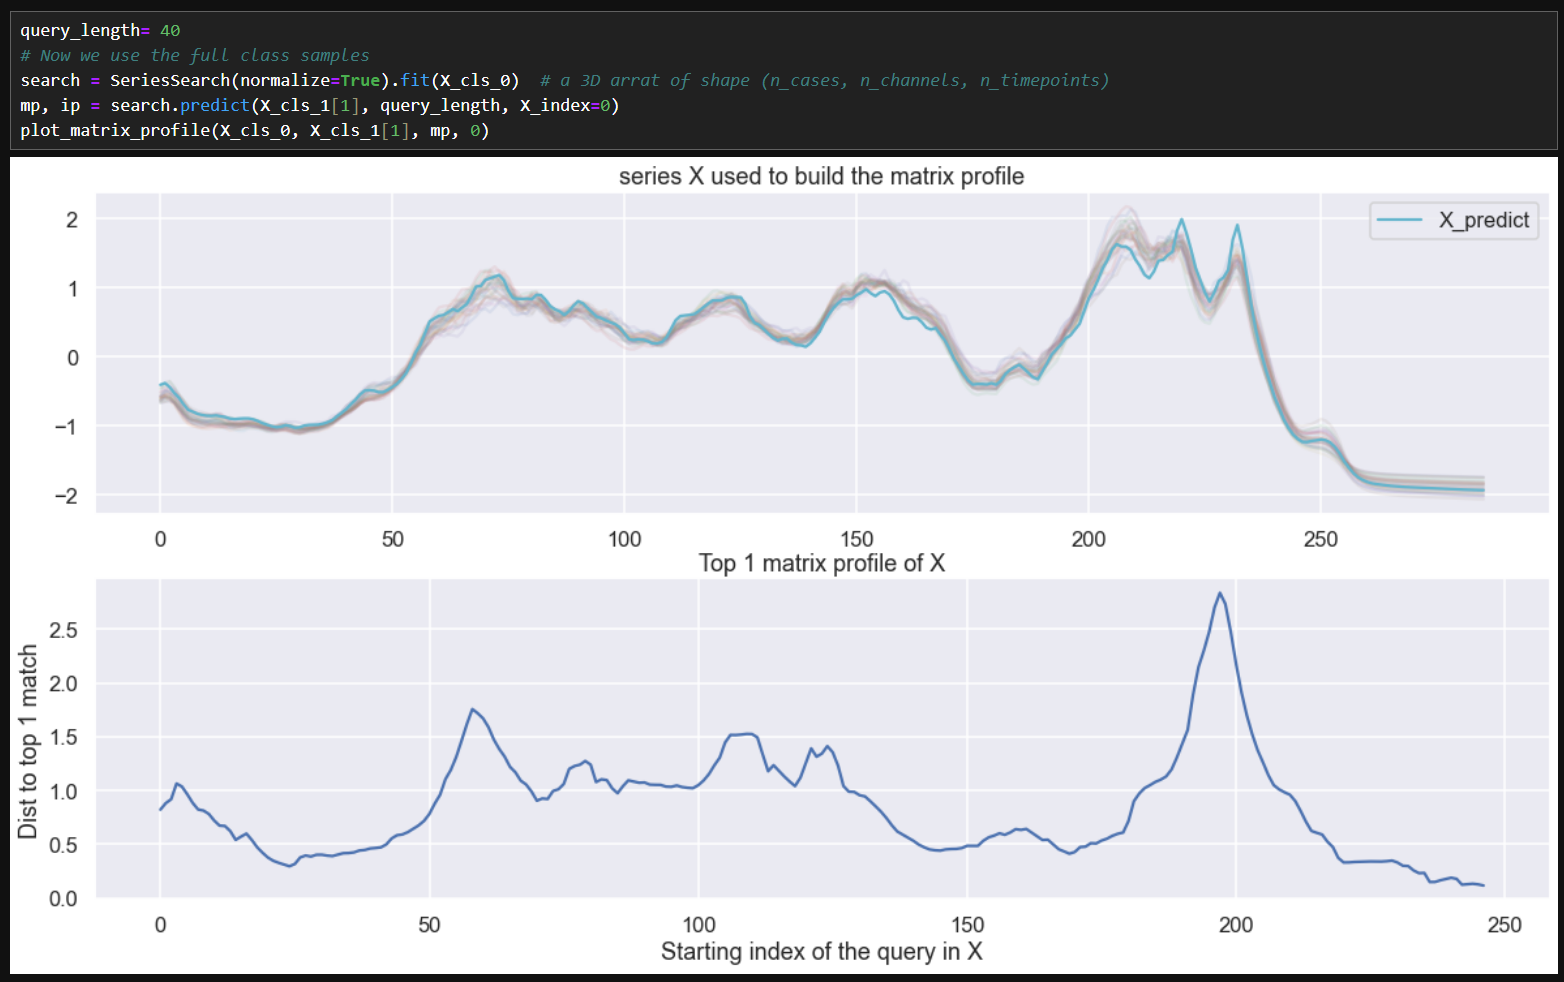 query_length= 40
# Now we use the full class samples
search = SeriesSearch(normalize=True).fit(X_cls_0)  # a 3D arrat of shape (n_cases, n_channels, n_timepoints)
mp, ip = search.predict(X_cls_1[1], query_length, X_index=0)
plot_matrix_profile(X_cls_0, X_cls_1[1], mp, 0)
series X used to build the matrix profile
X_predict
2
1
0
−1
−2
0 50 100 150 200 250
Top 1 matrix profile of X
Dist to top 1 match
2.5
2.0
1.5
1.0
0.5
0.0
0 50 100 150 200 250
Starting index of the query in X